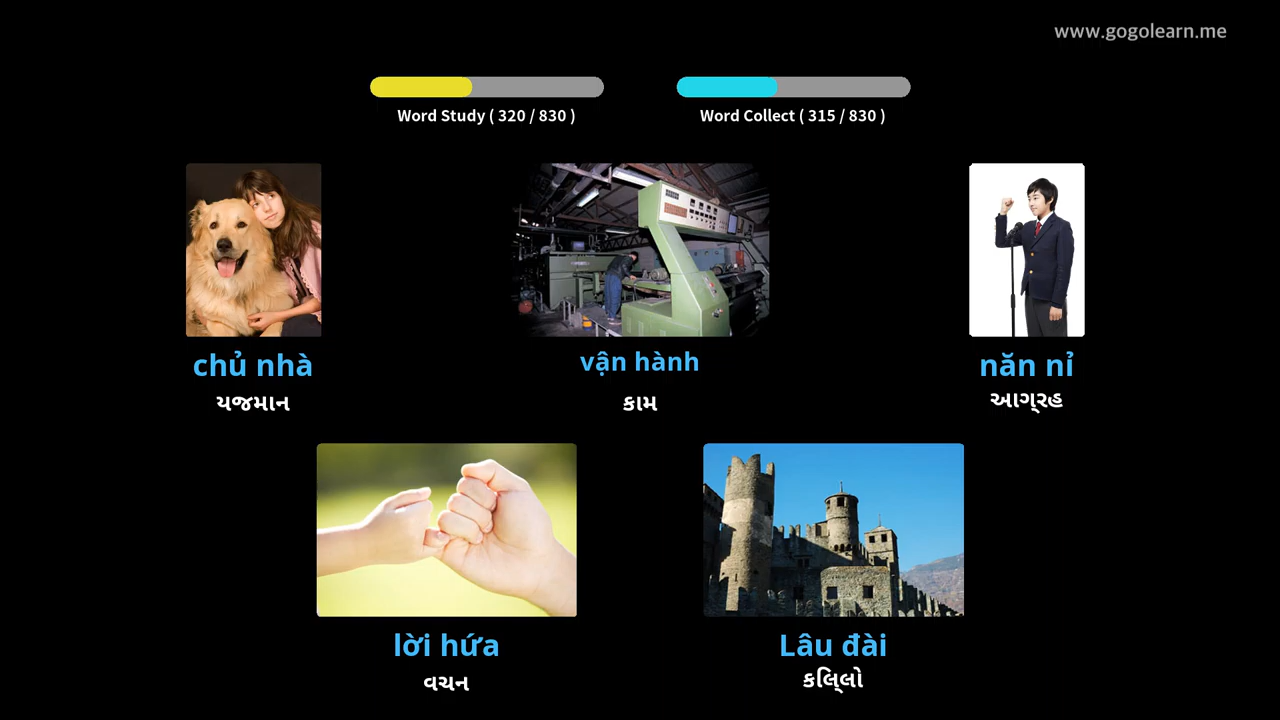 www.gogolearn.me
Word Study ( 320 / 830 )
Word Collect ( 315 / 830 )
chủ nhà
યજમાન
vận hành
કામ
năn nỉ
આગ્‌રહ
lời hứa
વચન
Lâu đài
કલ્‌િલો